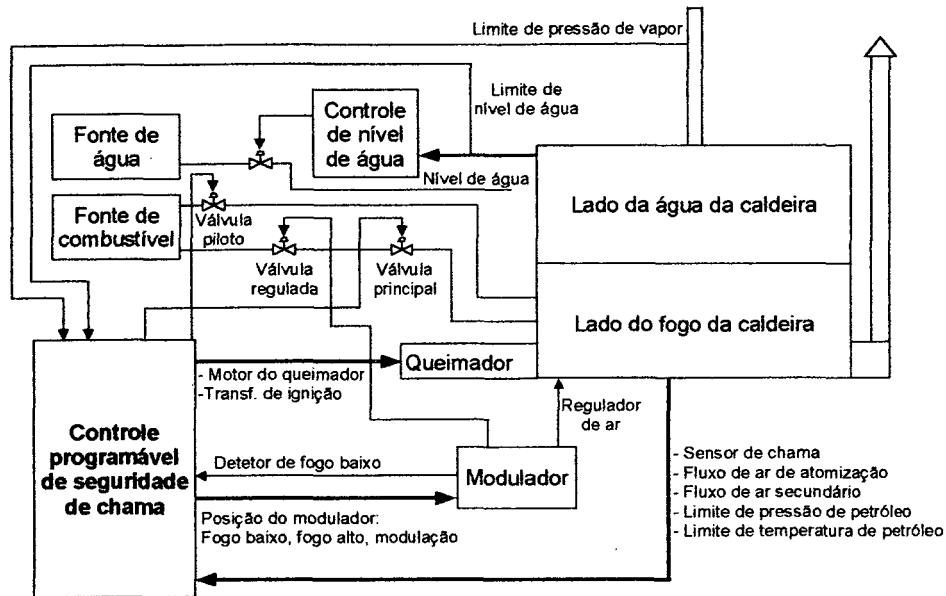 Limite de pressão de vapor
Limite de
nível de água
Controle
de nível
de água
Fonte de
água
Nível de água
Fonte de
combustível
Válvula
piloto
Válvula
regulada
Válvula
principal
Lado da água da caldeira
Lado do fogo da caldeira
Queimador
- Motor do queimador
-Transf. de ignição
Regulador
de ar
Controle
programável
de seguridade
de chama
Detetor de fogo baixo
Modulador
Posição do modulador:
Fogo baixo, fogo alto, modulação
- Sensor de chama
- Fluxo de ar de atomização
- Fluxo de ar secundário
- Limite de pressão de petróleo
- Limite de temperatura de petróleo